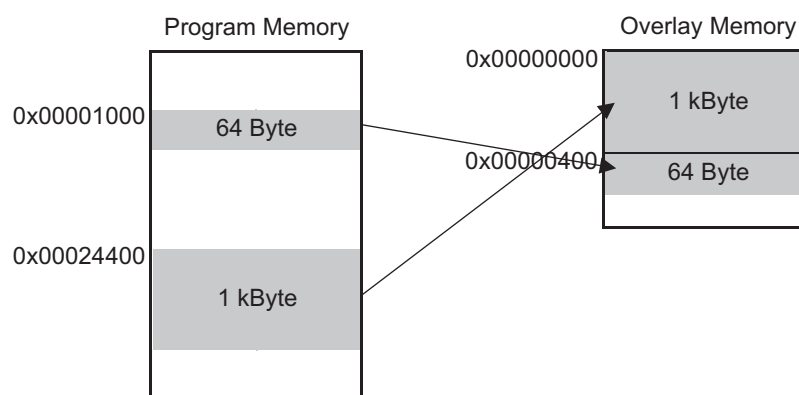 Program Memory
Overlay Memory
0x00000000
1 kByte
0x00001000
64 Byte
0x00000400
64 Byte
0x00024400
1 kByte